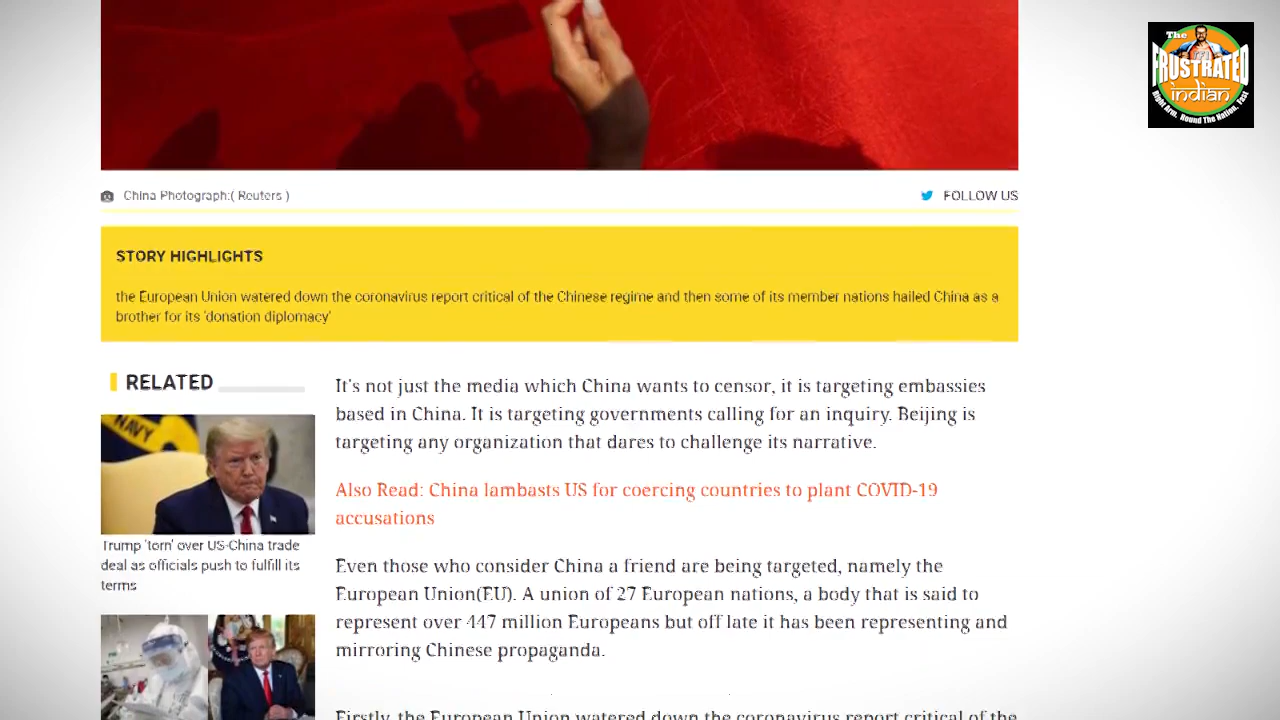 The
FRUSTRATED
indian
Right Arm, Round The Nation, Fast
China Photograph:( Reuters )
FOLLOW US
STORY HIGHLIGHTS
the European Union watered down the coronavirus report critical of the Chinese regime and then some of its member nations hailed China as a
brother for its 'donation diplomacy'
RELATED
NAVY
Trump 'torn' over US-China trade
deal as officials push to fulfill its
terms
It's not just the media which China wants to censor, it is targeting embassies
based in China. It is targeting governments calling for an inquiry. Beijing is
targeting any organization that dares to challenge its narrative.
Also Read: China lambasts US for coercing countries to plant COVID-19
accusations
Even those who consider China a friend are being targeted, namely the
European Union(EU). A union of 27 European nations, a body that is said to
represent over 447 million Europeans but off late it has been representing and
mirroring Chinese propaganda.
Firstly, the European Union watered down the coronavirus report critical of the